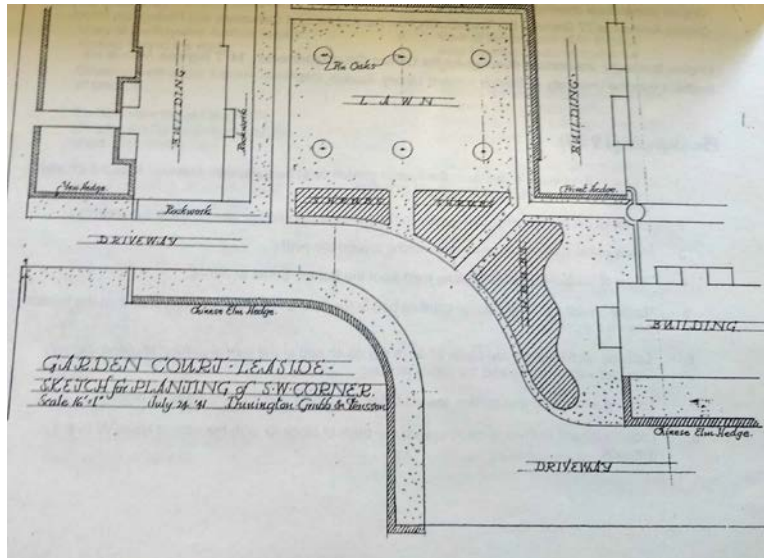 Pin Oaks
LAWN
BUILDING
BUILDING
Rockwork
Yew Hedge.
Rockwork
Privet Hedge.
DRIVEWAY
Chinese Elm Hedge.
BUILDING
GARDEN COURT - LEASIDE -
SKETCH for PLANTING of S.W. CORNER.
Scale 16'=1" July 24 '41 Dunington Grubb & Stensson
Chinese Elm Hedge.
DRIVEWAY